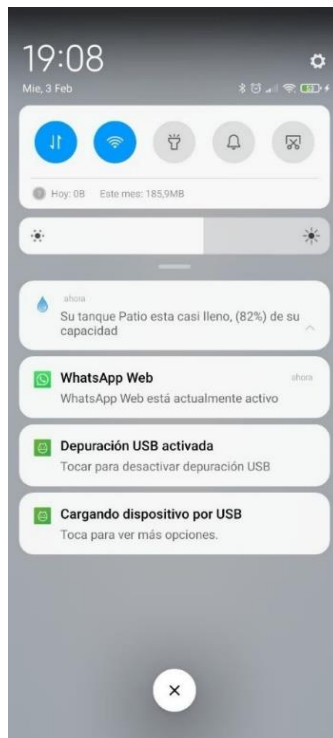 19:08
Mie, 3 Feb
Hoy: 0B Este mes: 185,9MB
ahora
Su tanque Patio esta casi lleno, (82%) de su
capacidad
WhatsApp Web ahora
WhatsApp Web está actualmente activo
Depuración USB activada
Tocar para desactivar depuración USB
Cargando dispositivo por USB
Toca para ver más opciones.